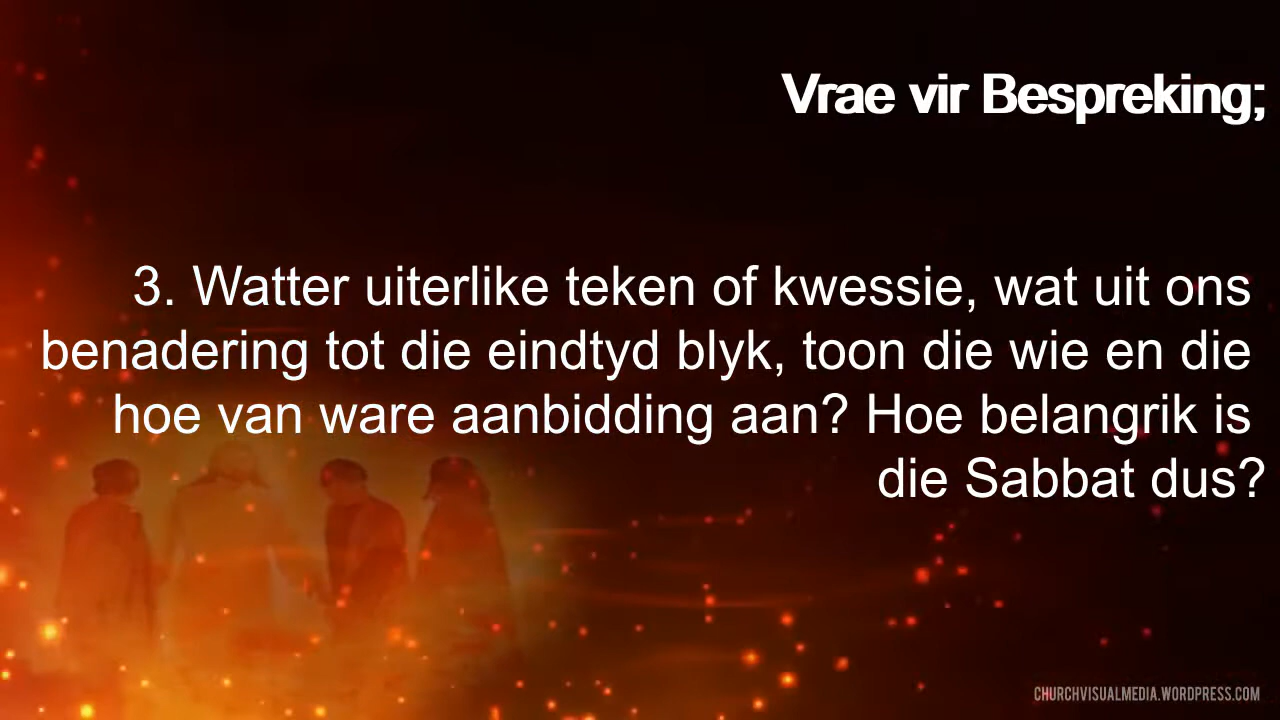 Vrae vir Bespreking;
3. Watter uiterlike teken of kwessie, wat uit ons
benadering tot die eindtyd blyk, toon die wie en die
hoe van ware aanbidding aan? Hoe belangrik is
die Sabbat dus?
CHURCHVISUALMEDIA.WORDPRESS.COM